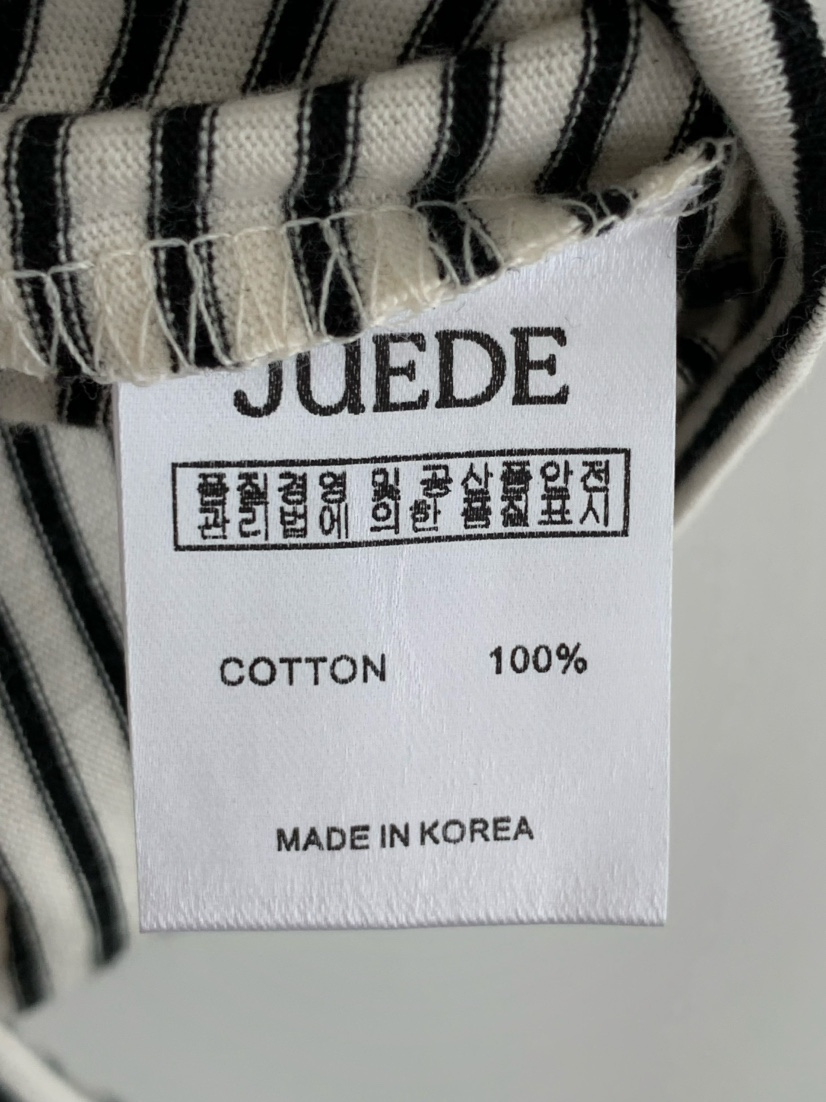 JUEDE
품질경영 및 공산품안전
관리법에 의한 품질표시
COTTON 100%
MADE IN KOREA